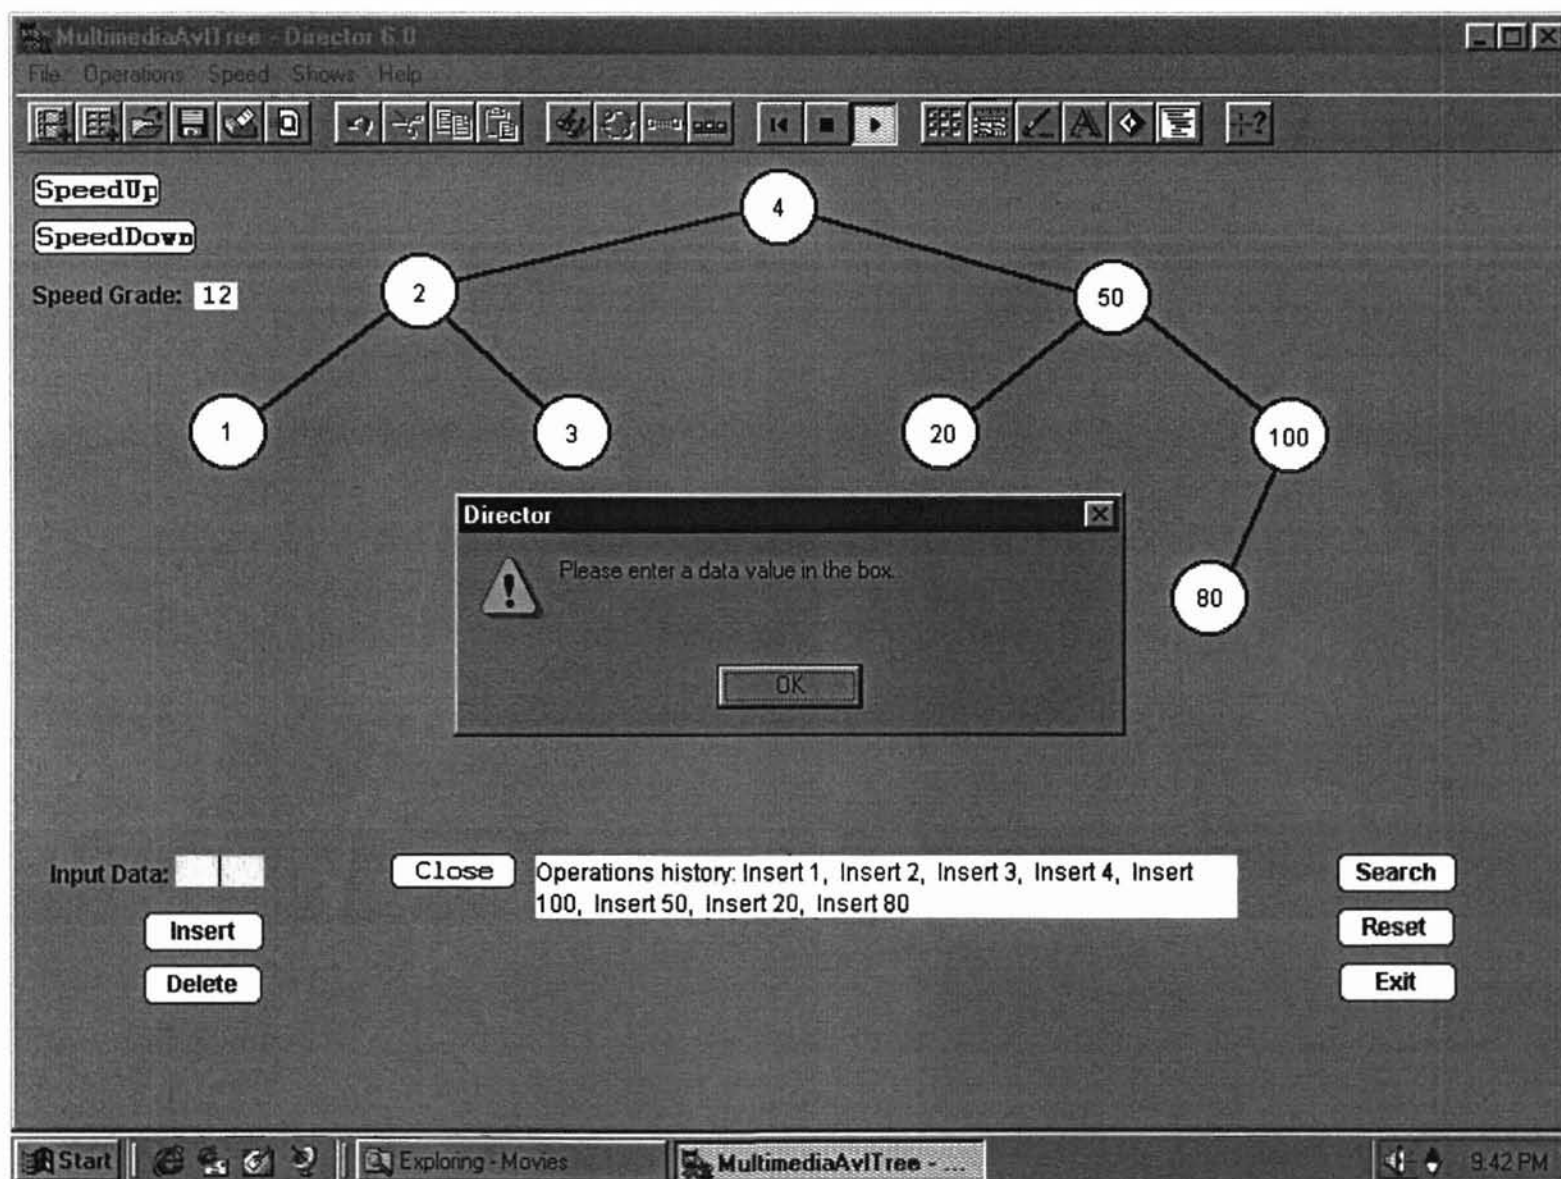 MultimediaAvlTree - Director 6.0
File Operations Speed Shows Help
SpeedUp
SpeedDown
Speed Grade: 12
4
2
50
1
3
20
100
80
Director
Please enter a data value in the box.
OK
Input Data:
Insert
Delete
Close
Operations history: Insert 1, Insert 2, Insert 3, Insert 4, Insert
100, Insert 50, Insert 20, Insert 80
Search
Reset
Exit
Start
Exploring - Movies
MultimediaAvlTree - ...
9:42 PM